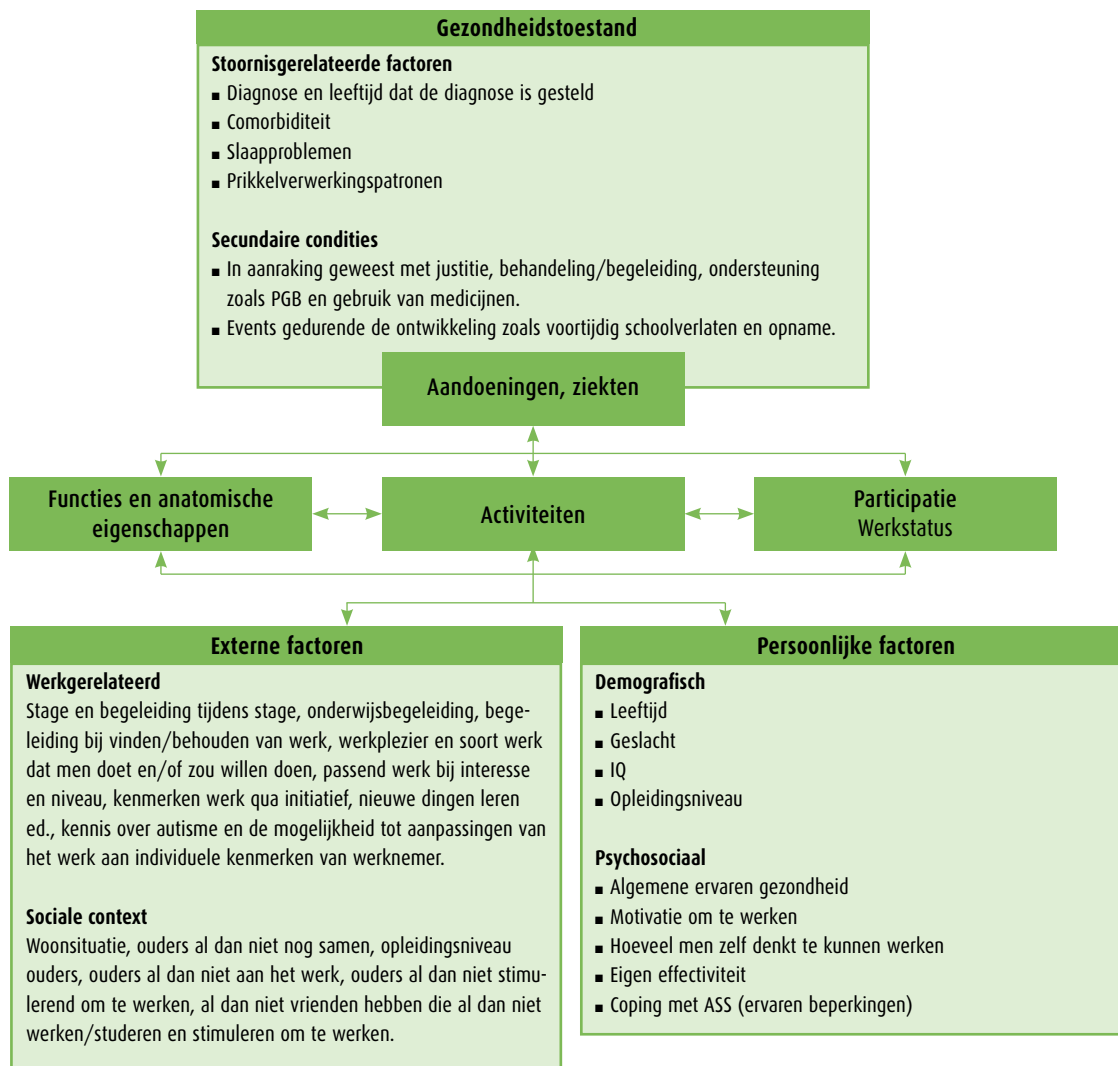 Gezondheidstoestand
Stoornisgerelateerde factoren
▪ Diagnose en leeftijd dat de diagnose is gesteld
▪ Comorbiditeit
▪ Slaapproblemen
▪ Prikkelverwerkingspatronen
Secundaire condities
▪ In aanraking geweest met justitie, behandeling/begeleiding, ondersteuning
zoals PGB en gebruik van medicijnen.
▪ Events gedurende de ontwikkeling zoals voortijdig schoolverlaten en opname.
Aandoeningen, ziekten
Functies en anatomische
eigenschappen
Activiteiten
Participatie
Werkstatus
Externe factoren
Werkgerelateerd
Stage en begeleiding tijdens stage, onderwijsbegeleiding, bege-
leiding bij vinden/behouden van werk, werkplezier en soort werk
dat men doet en/of zou willen doen, passend werk bij interesse
en niveau, kenmerken werk qua initiatief, nieuwe dingen leren
ed., kennis over autisme en de mogelijkheid tot aanpassingen van
het werk aan individuele kenmerken van werknemer.
Sociale context
Woonsituatie, ouders al dan niet nog samen, opleidingsniveau
ouders, ouders al dan niet aan het werk, ouders al dan niet stimu-
lerend om te werken, al dan niet vrienden hebben die al dan niet
werken/studeren en stimuleren om te werken.
Persoonlijke factoren
Demografisch
▪ Leeftijd
▪ Geslacht
▪ IQ
▪ Opleidingsniveau
Psychosociaal
▪ Algemene ervaren gezondheid
▪ Motivatie om te werken
▪ Hoeveel men zelf denkt te kunnen werken
▪ Eigen effectiviteit
▪ Coping met ASS (ervaren beperkingen)